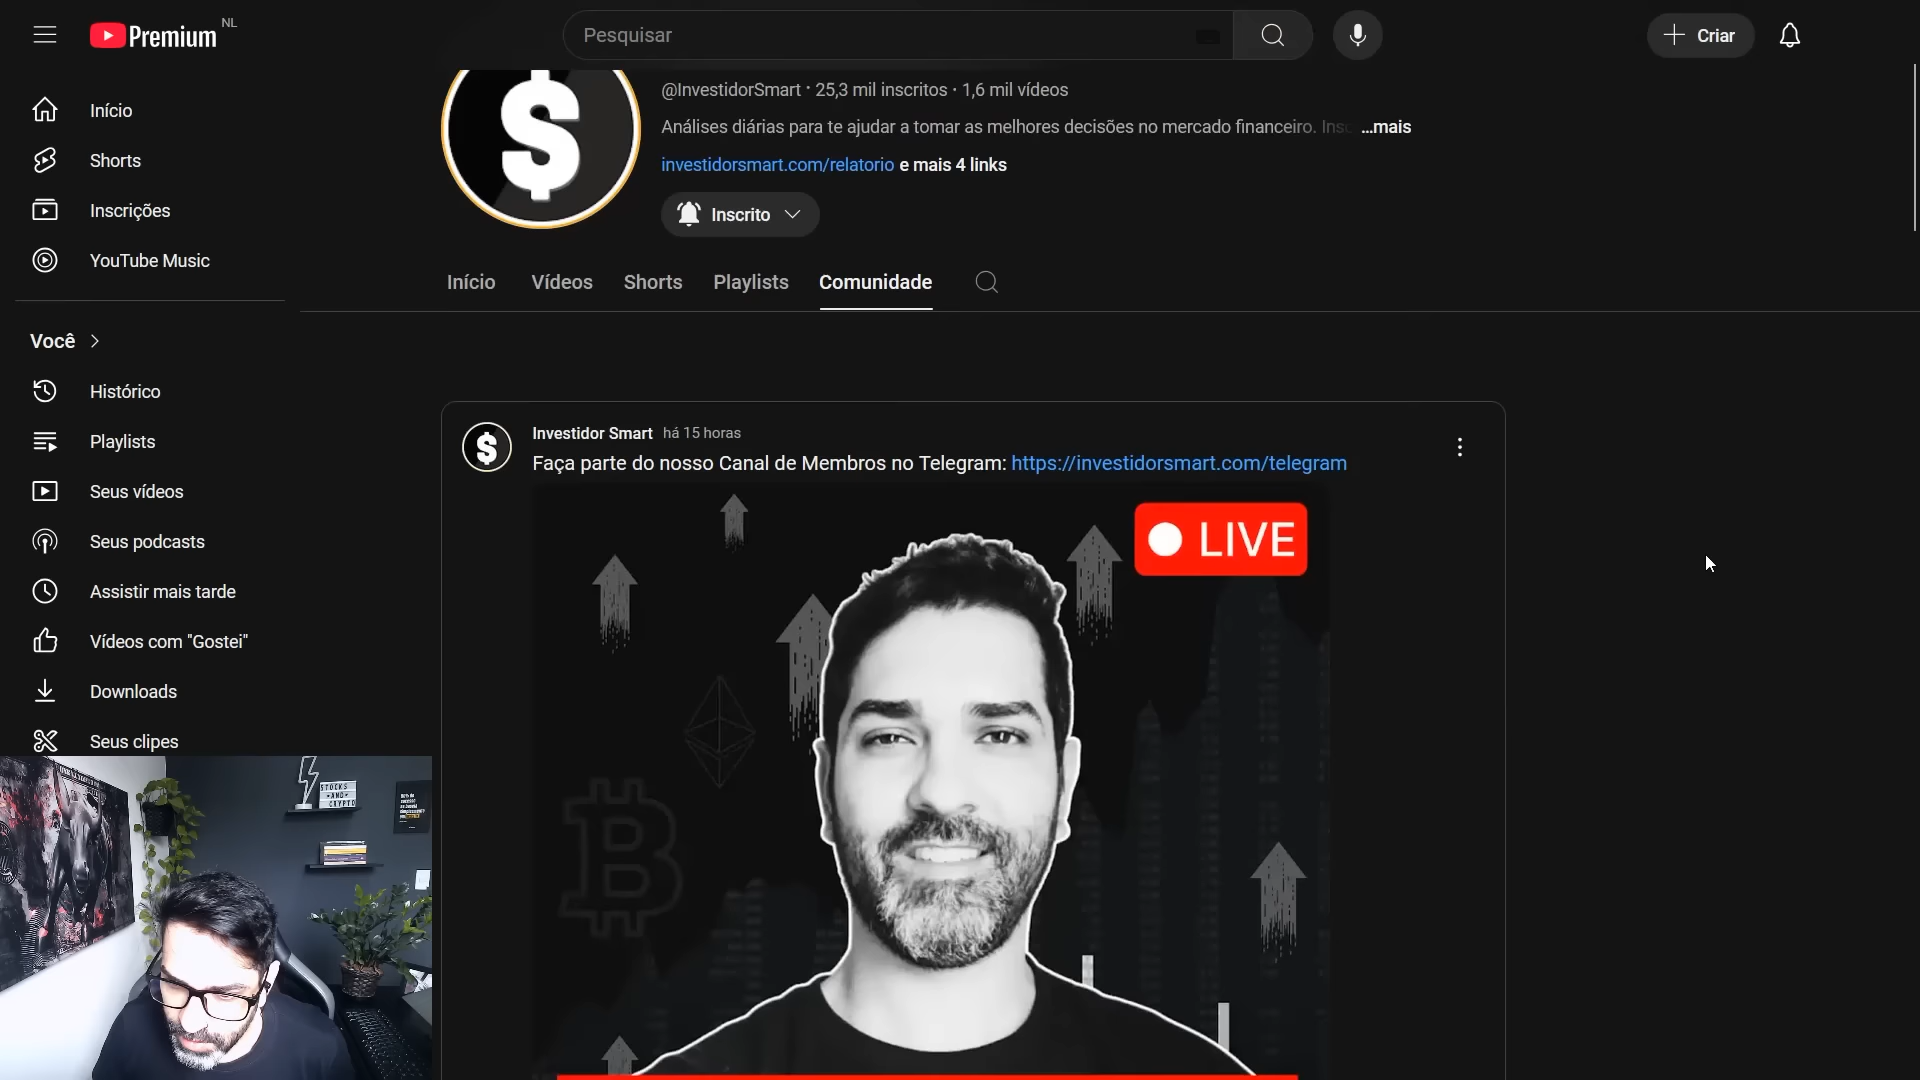 Premium NL
Pesquisar
Criar
Início
Shorts
Inscrições
YouTube Music
Você
Histórico
Playlists
Seus vídeos
Seus podcasts
Assistir mais tarde
Vídeos com "Gostei"
Downloads
Seus clipes
@InvestidorSmart · 25,3 mil inscritos · 1,6 mil vídeos
Análises diárias para te ajudar a tomar as melhores decisões no mercado financeiro. ...mais
investidorsmart.com/relatorio e mais 4 links
Inscrito
Início Vídeos Shorts Playlists Comunidade
Investidor Smart há 15 horas
Faça parte do nosso Canal de Membros no Telegram: https://investidorsmart.com/telegram
LIVE
STOCKS
AND
CRYPTO